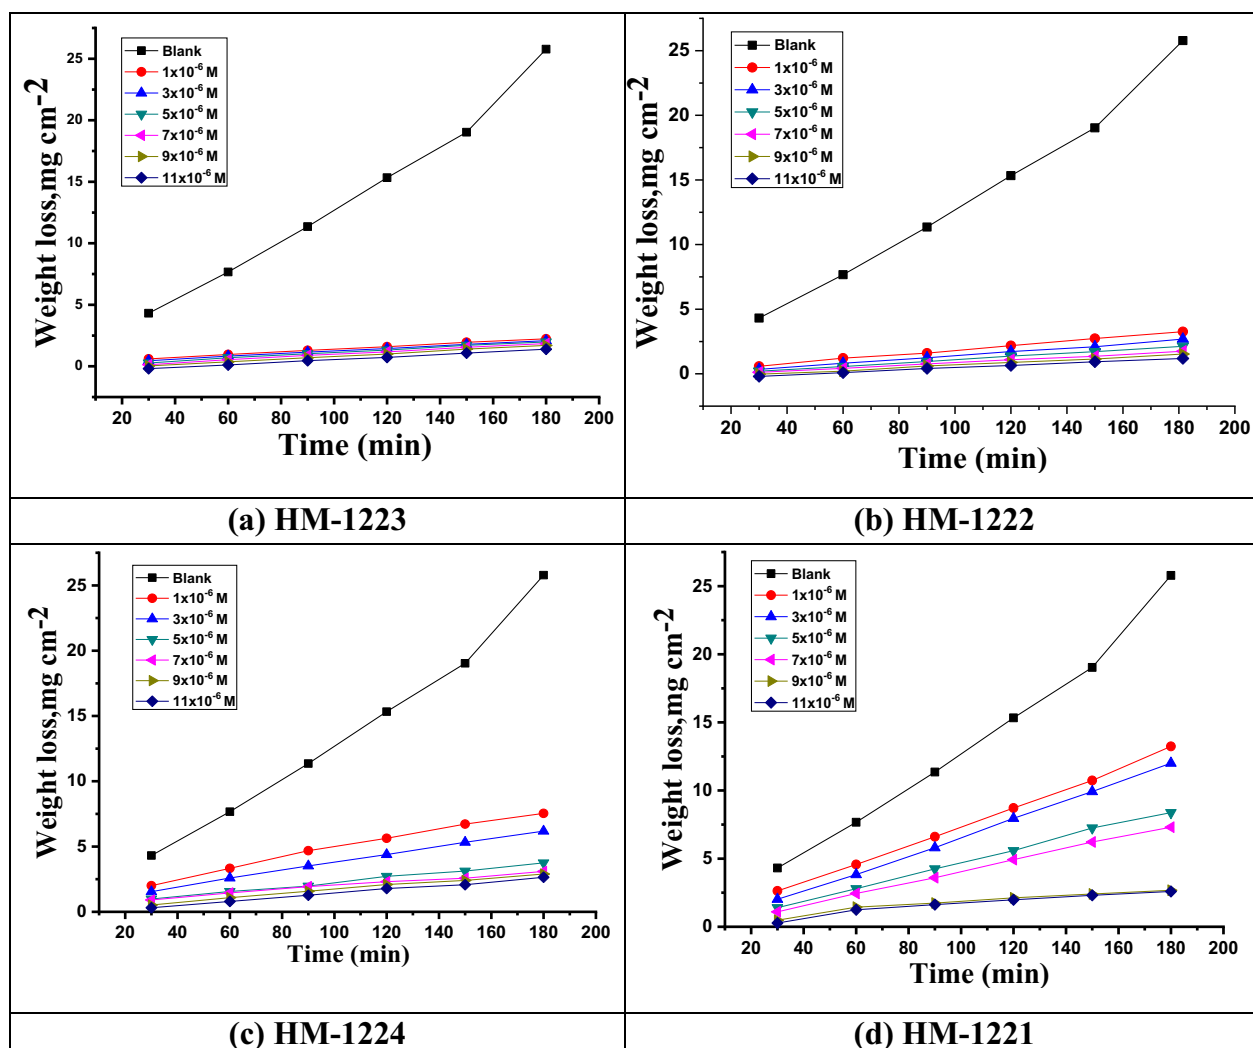 Weight loss,mg cm-2
25
20
15
10
5
0
Blank
1x10-6 M
3x10-6 M
5x10-6 M
7x10-6 M
9x10-6 M
11x10-6 M
20 40 60 80 100 120 140 160 180 200
Time (min)
(a) HM-1223
Weight loss,mg cm-2
25
20
15
10
5
0
Blank
1x10-6 M
3x10-6 M
5x10-6 M
7x10-6 M
9x10-6 M
11x10-6 M
20 40 60 80 100 120 140 160 180 200
Time (min)
(b) HM-1222
Weight loss,mg cm-2
25
20
15
10
5
0
Blank
1x10-6 M
3x10-6 M
5x10-6 M
7x10-6 M
9x10-6 M
11x10-6 M
20 40 60 80 100 120 140 160 180 200
Time (min)
(c) HM-1224
Weight loss,mg cm-2
25
20
15
10
5
0
Blank
1x10-6 M
3x10-6 M
5x10-6 M
7x10-6 M
9x10-6 M
11x10-6 M
20 40 60 80 100 120 140 160 180 200
Time (min)
(d) HM-1221